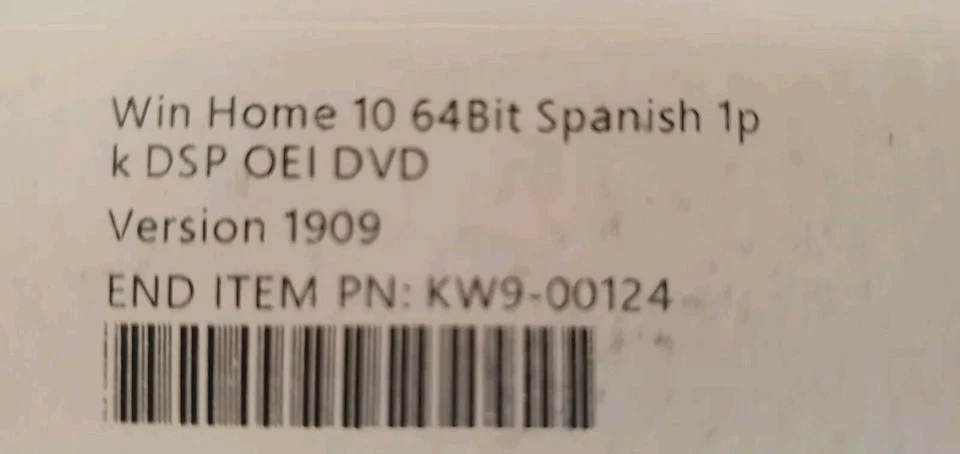 Win Home 10 64Bit Spanish 1p
k DSP OEI DVD
Version 1909
END ITEM PN: KW9-00124